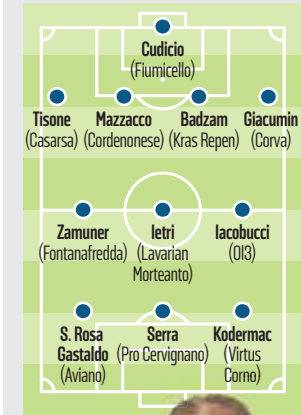 Cudicio
(Fiumicello)
Tisone Mazzacco Badzam Giacumin
(Casarsa) (Cordenonese) (Kras Repen) (Corva)
Zamuner Ietri Iacobucci
(Fontanafredda) (Lavarian (Ol3)
Morteanto)
S. Rosa Serra Kodermac
Gastaldo (Pro Cervignano) (Virtus
(Aviano) Corno)